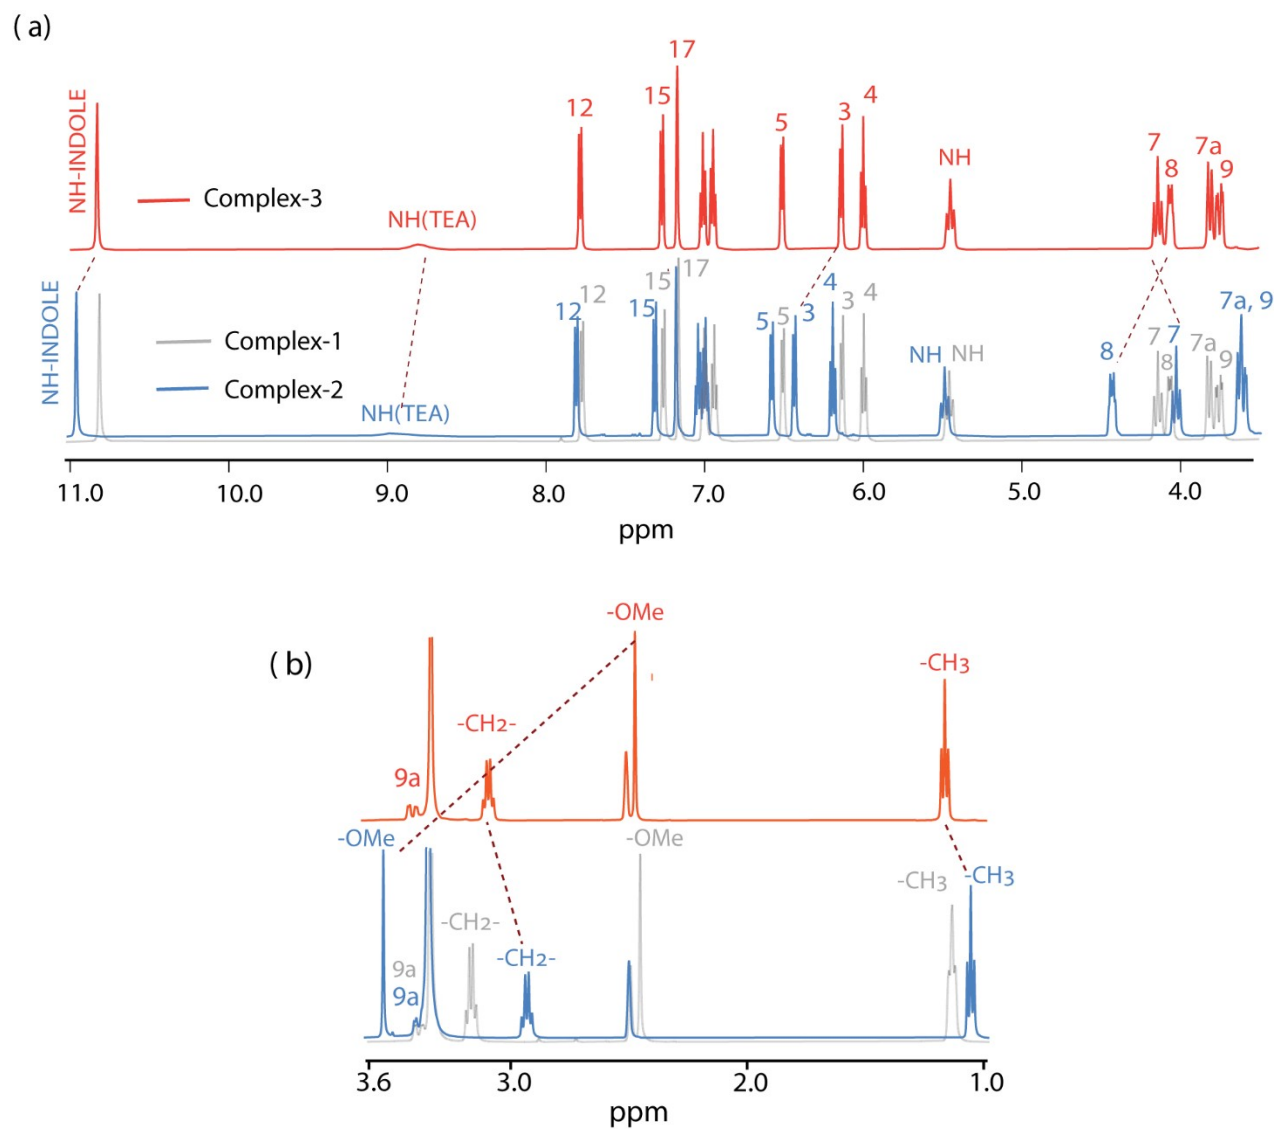 ( a)
17
12
15
5
3
4
NH-INDOLE
NH
7
7a
8
9
Complex-3
NH(TEA)
NH-INDOLE
12
12
15
15
17
5
5
3
4
3
4
NH
NH
8
7
7
8
7a
9
7a, 9
Complex-1
Complex-2
NH(TEA)
11.0
10.0
9.0
8.0
7.0
6.0
5.0
4.0
ppm
( b)
-OMe
-CH3
-CH2-
9a
-OMe
-OMe
-CH3
-CH3
-CH2-
-CH2-
9a
9a
3.6
3.0
2.0
1.0
ppm